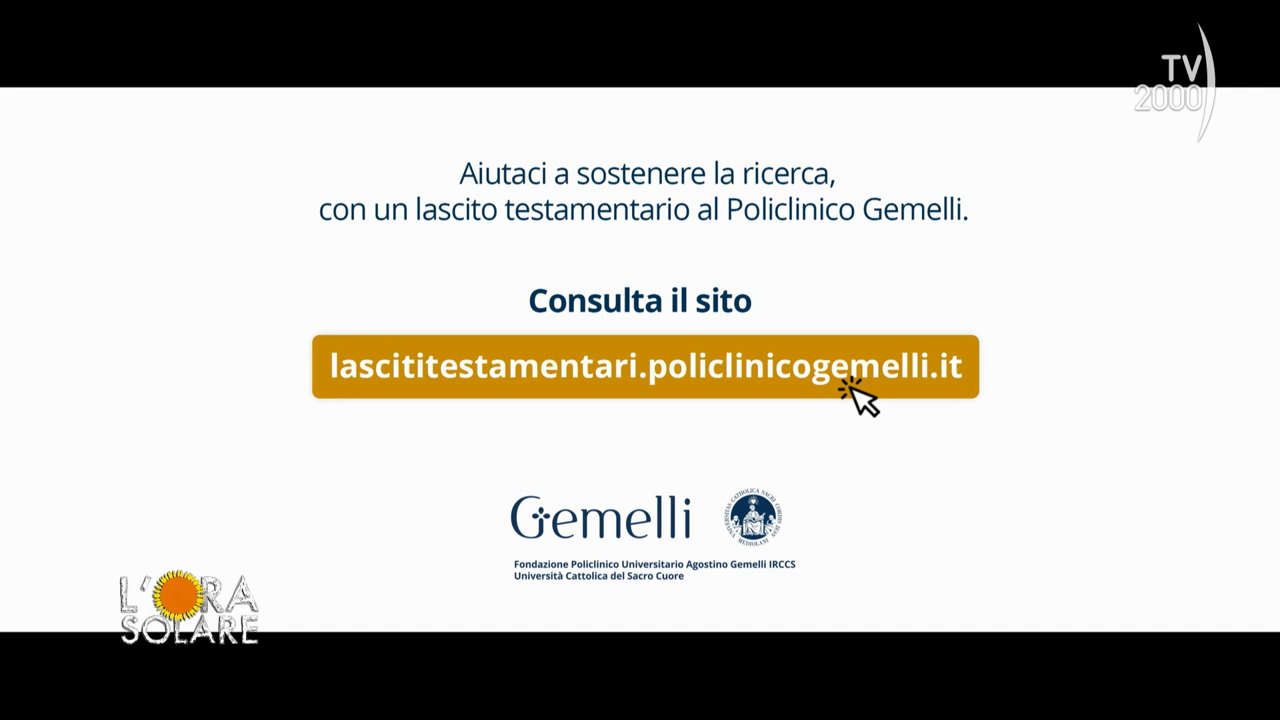 TV
2000
Aiutaci a sostenere la ricerca,
con un lascito testamentario al Policlinico Gemelli.
Consulta il sito
lascititestamentari.policlinicogemelli.it
Gemelli
Fondazione Policlinico Universitario Agostino Gemelli IRCCS
Università Cattolica del Sacro Cuore
L'ORA
SOLARE